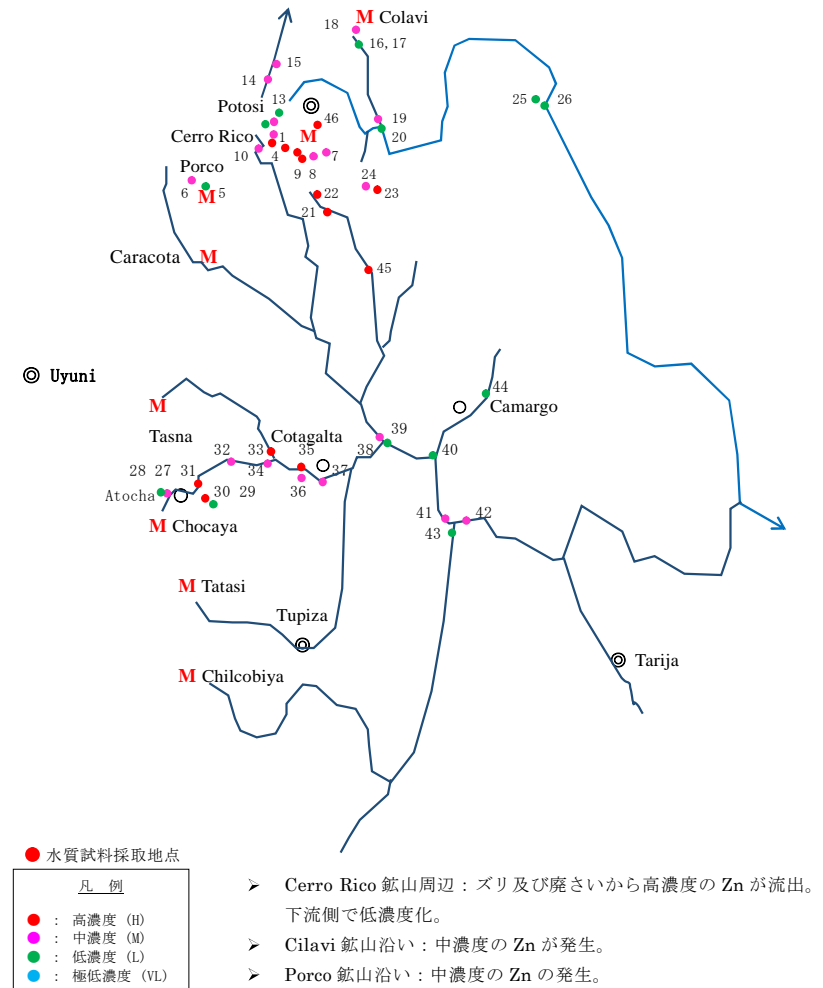 18 M Colavi
16, 17
15
14
13
Potosi
46
19
Cerro Rico 1 M
20
25 26
10 4 7
9 8
Porco
24
6 M 5
22 23
21
Caracota M
45
◎ Uyuni
44
M
Camargo
39
Tasna Cotagalta
32 33 35 38
40
28 27 31 34 37
Atocha 30 29 36
M Chocaya
41 42
43
M Tatasi
Tupiza
Tarija
M Chilcobiya
● 水質試料採取地点
凡 例
● : 高濃度 (H)
● : 中濃度 (M)
● : 低濃度 (L)
● : 極低濃度 (VL)
➢ Cerro Rico 鉱山周辺：ズリ及び廃さいから高濃度の Zn が流出。
下流側で低濃度化。
➢ Cilavi 鉱山沿い：中濃度の Zn が発生。
➢ Porco 鉱山沿い：中濃度の Zn の発生。